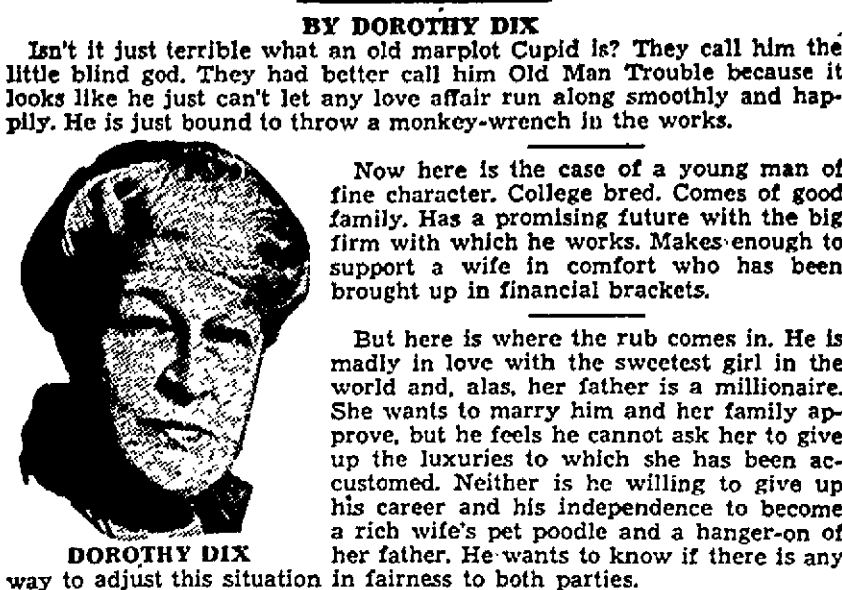 BY DOROTHY DIX
Isn't it just terrible what an old marplot Cupid is? They call him the
little blind god. They had better call him Old Man Trouble because it
looks like he just can't let any love affair run along smoothly and hap-
pily. He is just bound to throw a monkey-wrench in the works.
Now here is the case of a young man of
fine character. College bred. Comes of good
family. Has a promising future with the big
firm with which he works. Makes enough to
support a wife in comfort who has been
brought up in financial brackets.
But here is where the rub comes in. He is
madly in love with the sweetest girl in the
world and, alas, her father is a millionaire.
She wants to marry him and her family ap-
prove, but he feels he cannot ask her to give
up the luxuries to which she has been ac-
customed. Neither is he willing to give up
his career and his independence to become
a rich wife's pet poodle and a hanger-on of
her father. He wants to know if there is any
way to adjust this situation in fairness to both parties.
DOROTHY DIX